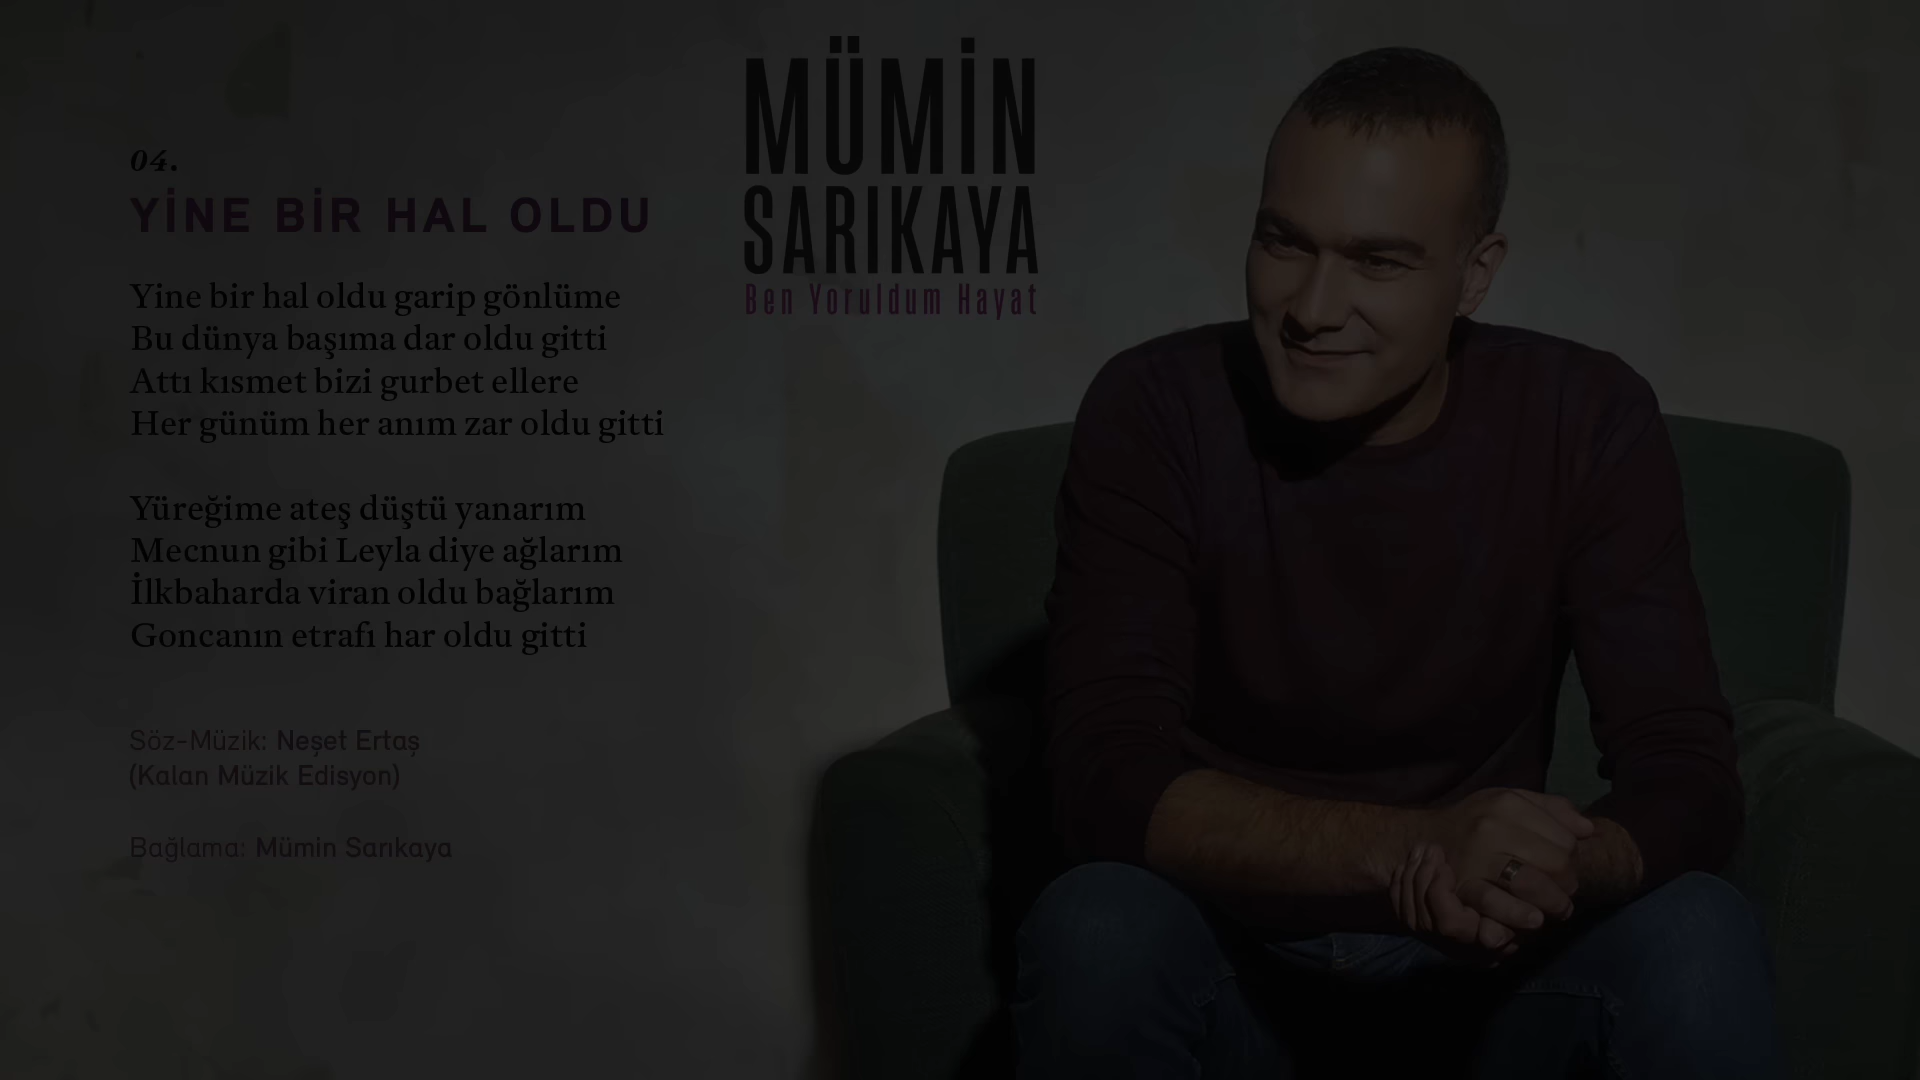 04.
YİNE BİR HAL OLDU
Yine bir hal oldu garip gönlüme
Bu dünya başıma dar oldu gitti
Attı kısmet bizi gurbet ellere
Her günüm her anım zar oldu gitti
Yüreğime ateş düştü yanarım
Mecnun gibi Leyla diye ağlarım
İlkbaharda viran oldu bağlarım
Goncanın etrafı har oldu gitti
Söz-Müzik: Neşet Ertaş
(Kalan Müzik Edisyon)
Bağlama: Mümin Sarıkaya
MÜMİN
SARIKAYA
Ben Yoruldum Hayat